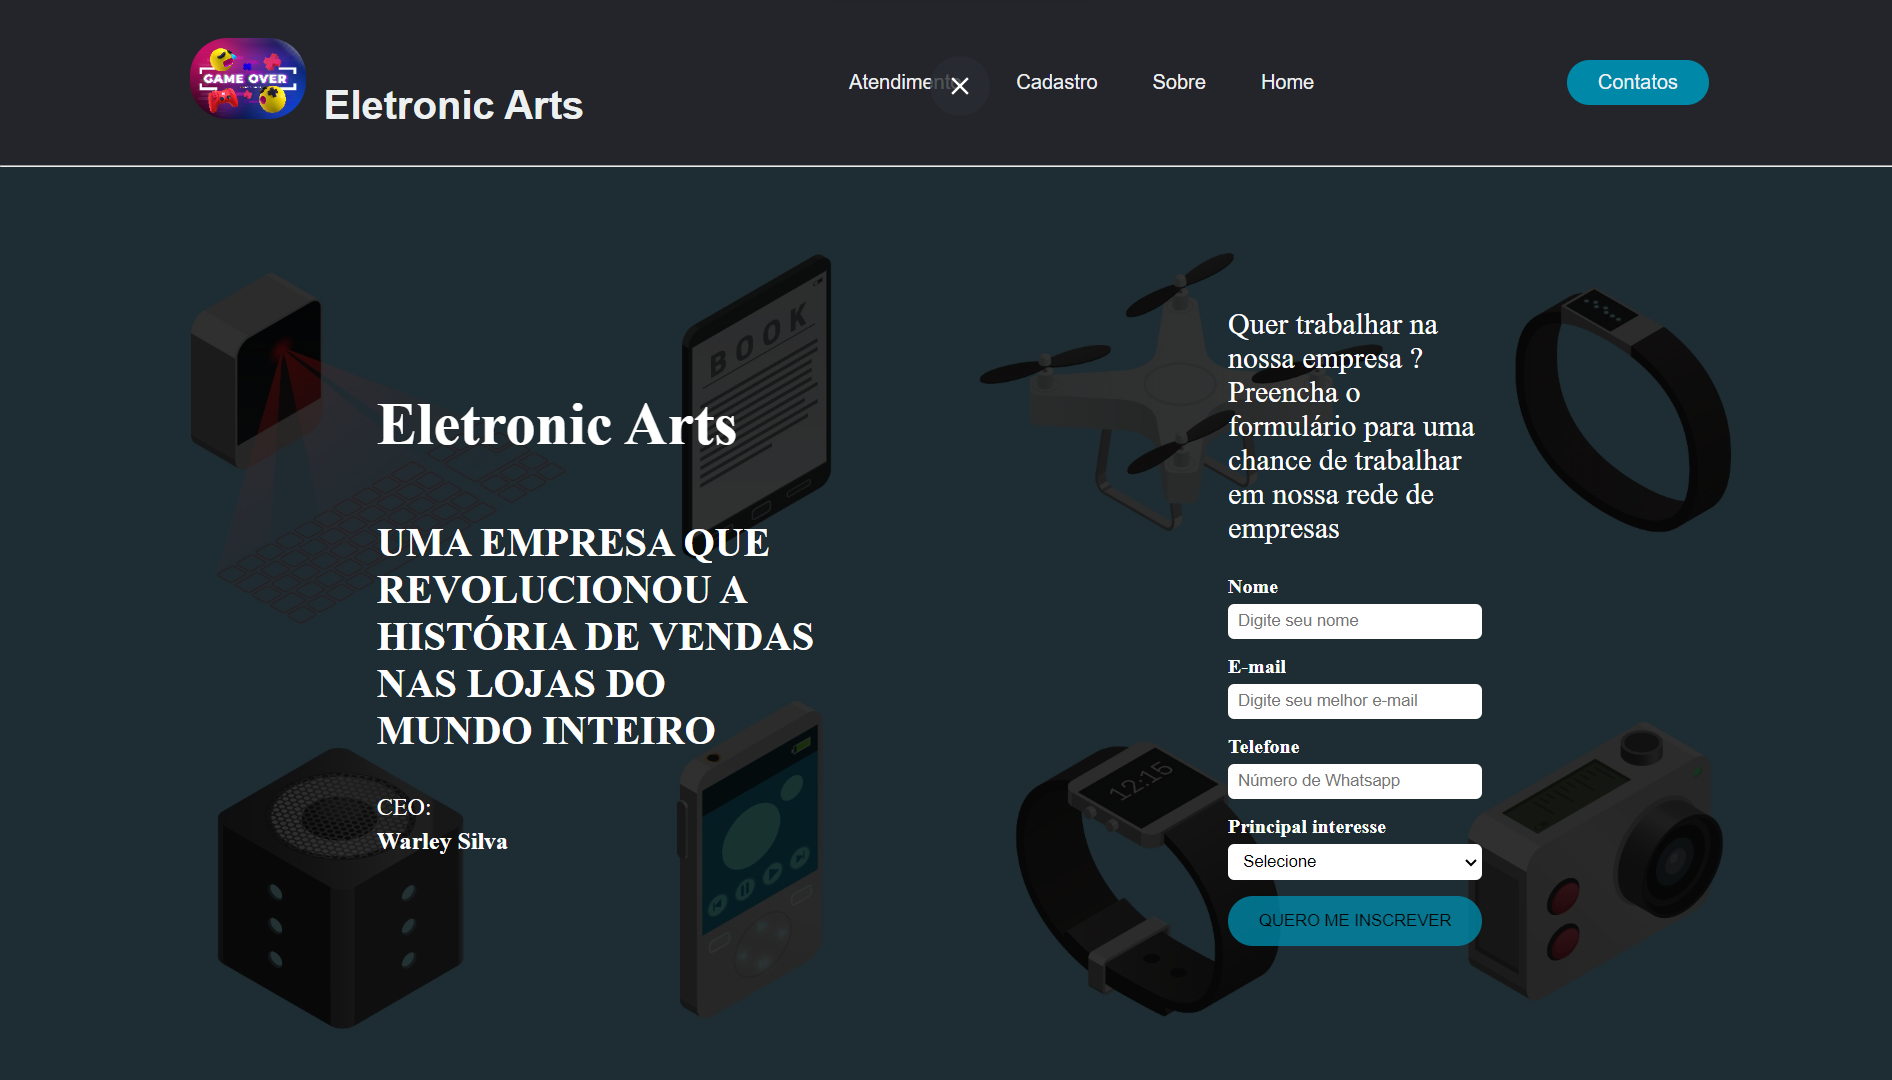 GAME OVER
Eletronic Arts
Atendimento
Cadastro
Sobre
Home
Contatos
BOOK
Eletronic Arts
UMA EMPRESA QUE
REVOLUCIONOU A
HISTÓRIA DE VENDAS
NAS LOJAS DO
MUNDO INTEIRO
CEO:
Warley Silva
Quer trabalhar na
nossa empresa ?
Preencha o
formulário para uma
chance de trabalhar
em nossa rede de
empresas
Nome
Digite seu nome
E-mail
Digite seu melhor e-mail
Telefone
Número de Whatsapp
Principal interesse
Selecione
QUERO ME INSCREVER
12:15